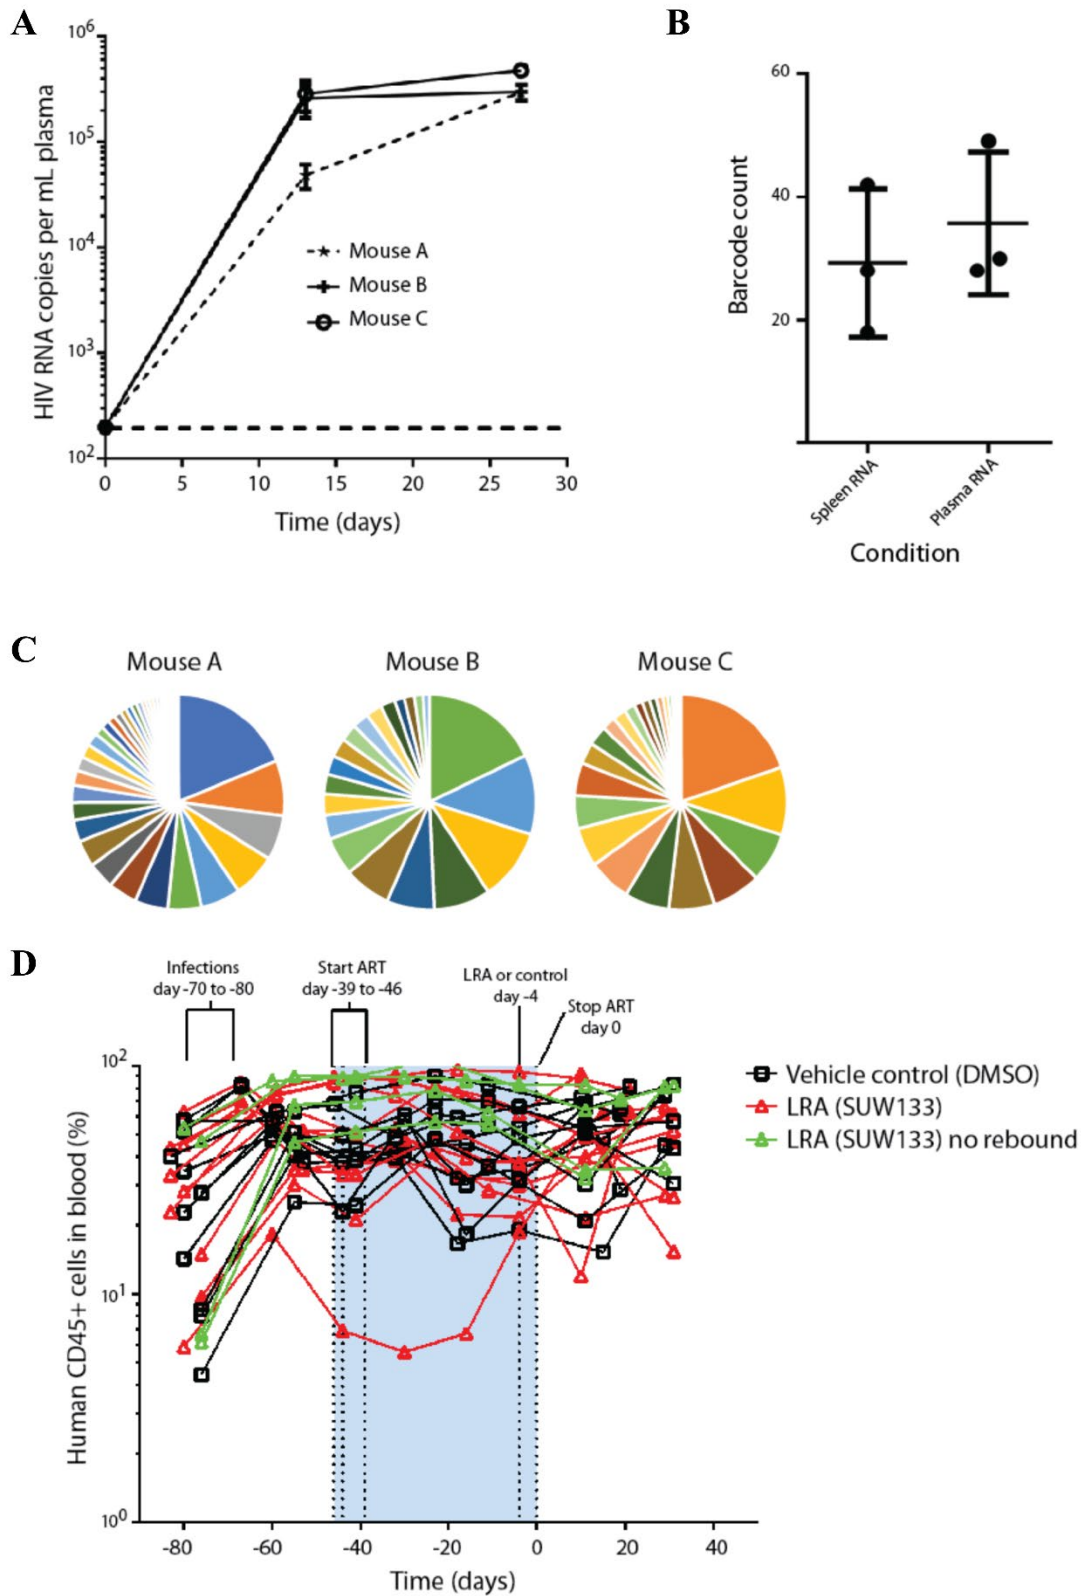 A
10^6
10^5
10^4
10^3
10^2
HIV RNA copies per mL plasma
Mouse A
Mouse B
Mouse C
0 5 10 15 20 25 30
Time (days)
B
60
40
20
Barcode count
Spleen RNA
Plasma RNA
Condition
C
Mouse A
Mouse B
Mouse C
D
Infections
day -70 to -80
Start ART
day -39 to -46
LRA or control
day -4
Stop ART
day 0
10^2
10^1
10^0
Human CD45+ cells in blood (%)
-80 -60 -40 -20 0 20 40
Time (days)
Vehicle control (DMSO)
LRA (SUW133)
LRA (SUW133) no rebound